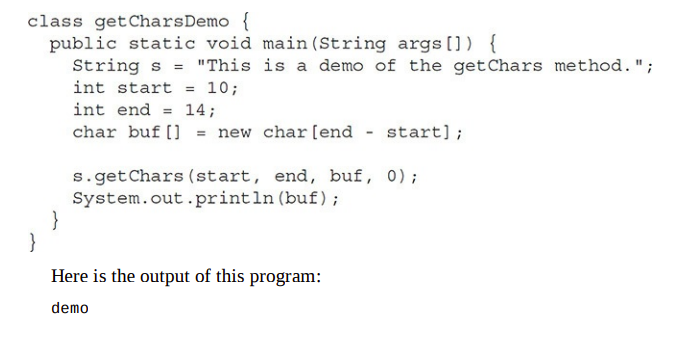 class getCharsDemo {
  public static void main(String args[]) {
    String s = "This is a demo of the getChars method.";
    int start = 10;
    int end = 14;
    char buf[] = new char[end - start];

    s.getChars(start, end, buf, 0);
    System.out.println(buf);
  }
}
Here is the output of this program:
demo